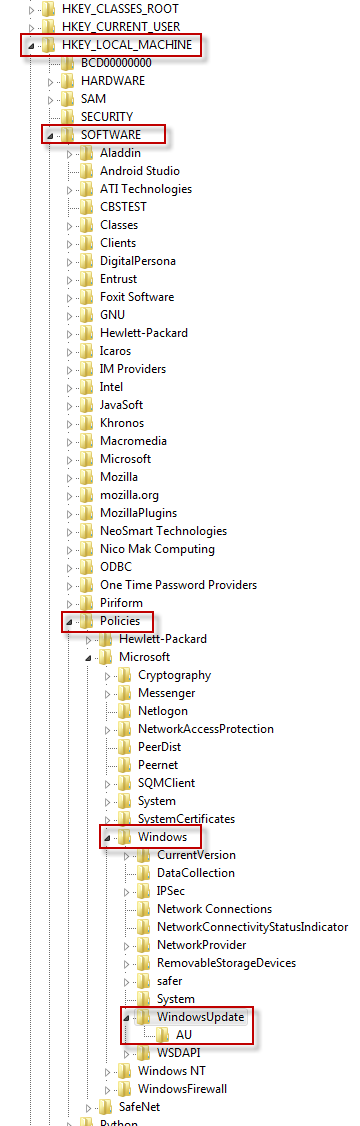 HKEY_CLASSES_ROOT
HKEY_CURRENT_USER
HKEY_LOCAL_MACHINE
BCD00000000
HARDWARE
SAM
SECURITY
SOFTWARE
Aladdin
Android Studio
ATI Technologies
CBSTEST
Classes
Clients
DigitalPersona
Entrust
Foxit Software
GNU
Hewlett-Packard
Icaros
IM Providers
Intel
JavaSoft
Khronos
Macromedia
Microsoft
Mozilla
mozilla.org
MozillaPlugins
NeoSmart Technologies
Nico Mak Computing
ODBC
One Time Password Providers
Piriform
Policies
Hewlett-Packard
Microsoft
Cryptography
Messenger
Netlogon
NetworkAccessProtection
PeerDist
Peernet
SQMClient
System
SystemCertificates
Windows
CurrentVersion
DataCollection
IPSec
Network Connections
NetworkConnectivityStatusIndicator
NetworkProvider
RemovableStorageDevices
safer
System
WindowsUpdate
AU
WSDAPI
Windows NT
WindowsFirewall
SafeNet
Python